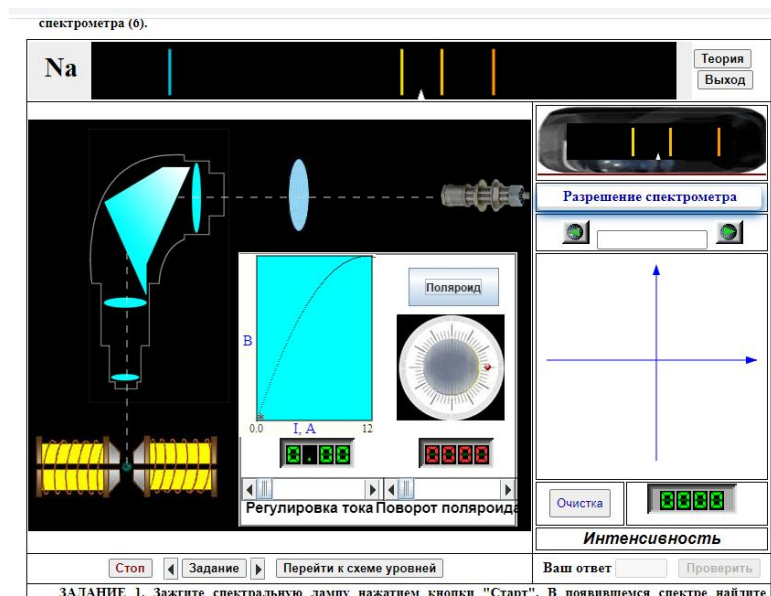 спектрометра (6).
Na
Теория
Выход
Разрешение спектрометра
B
Поляроид
0.0
I, A
12
0.00
0000
Регулировка тока Поворот поляроида
Очистка
0000
Интенсивность
Стоп
Задание
Перейти к схеме уровней
Ваш ответ
Проверить
ЗАДАНИЕ 1. Зажгите спектральную лампу нажатием кнопки "Старт". В появившемся спектре найдите